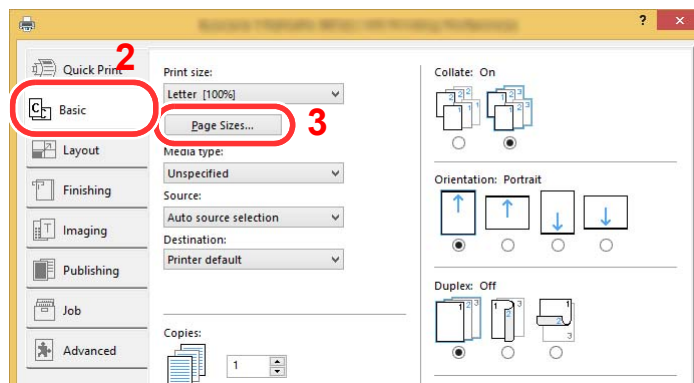 ?
2
3
Quick Print
Basic
Layout
Finishing
Imaging
Publishing
Job
Advanced
Print size:
Letter [100%]
Page Sizes...
Media type:
Unspecified
Source:
Auto source selection
Destination:
Printer default
Copies:
1
Collate: On
Orientation: Portrait
Duplex: Off